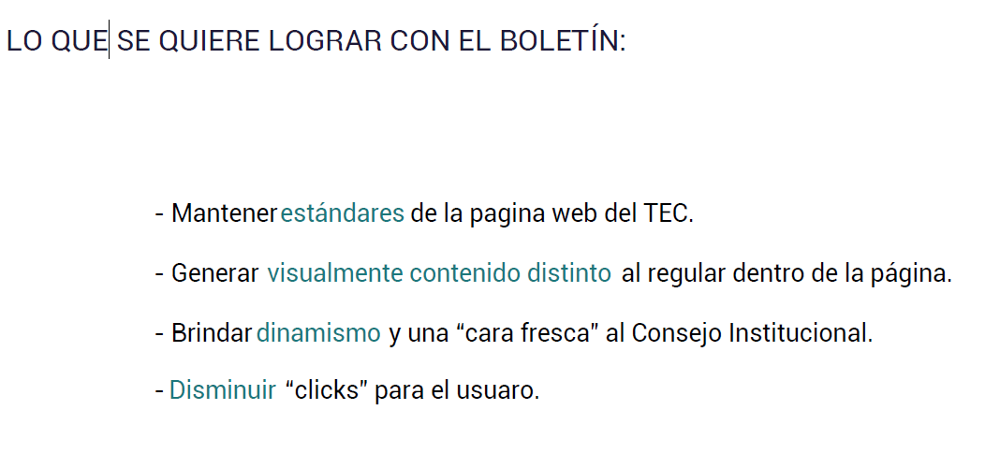 LO QUE SE QUIERE LOGRAR CON EL BOLETÍN:
- Mantener estándares de la pagina web del TEC.
- Generar visualmente contenido distinto al regular dentro de la página.
- Brindar dinamismo y una “cara fresca” al Consejo Institucional.
- Disminuir “clicks” para el usuaro.